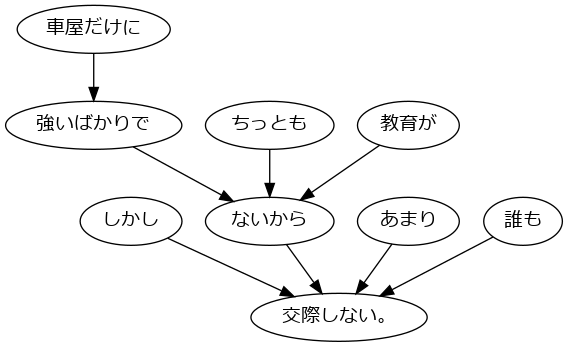 車屋だけに
強いばかりで
ちっとも
教育が
しかし
ないから
あまり
誰も
交際しない。